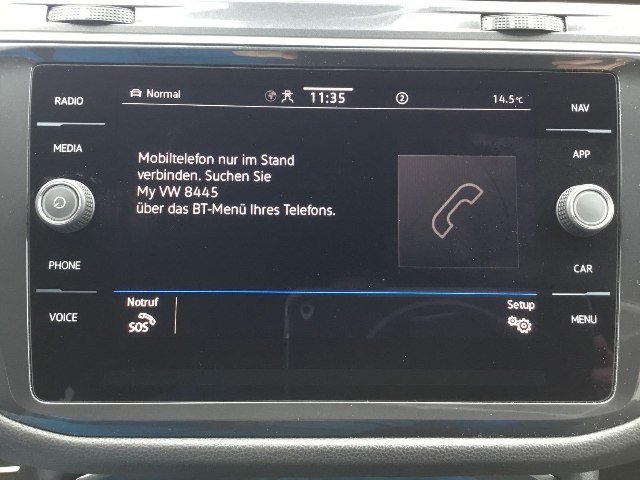 RADIO
MEDIA
PHONE
VOICE
Normal
11:35
2
14.5°C
Mobiltelefon nur im Stand
verbinden. Suchen Sie
My VW 8445
über das BT-Menü Ihres Telefons.
Notruf
SOS
Setup
NAV
APP
CAR
MENU